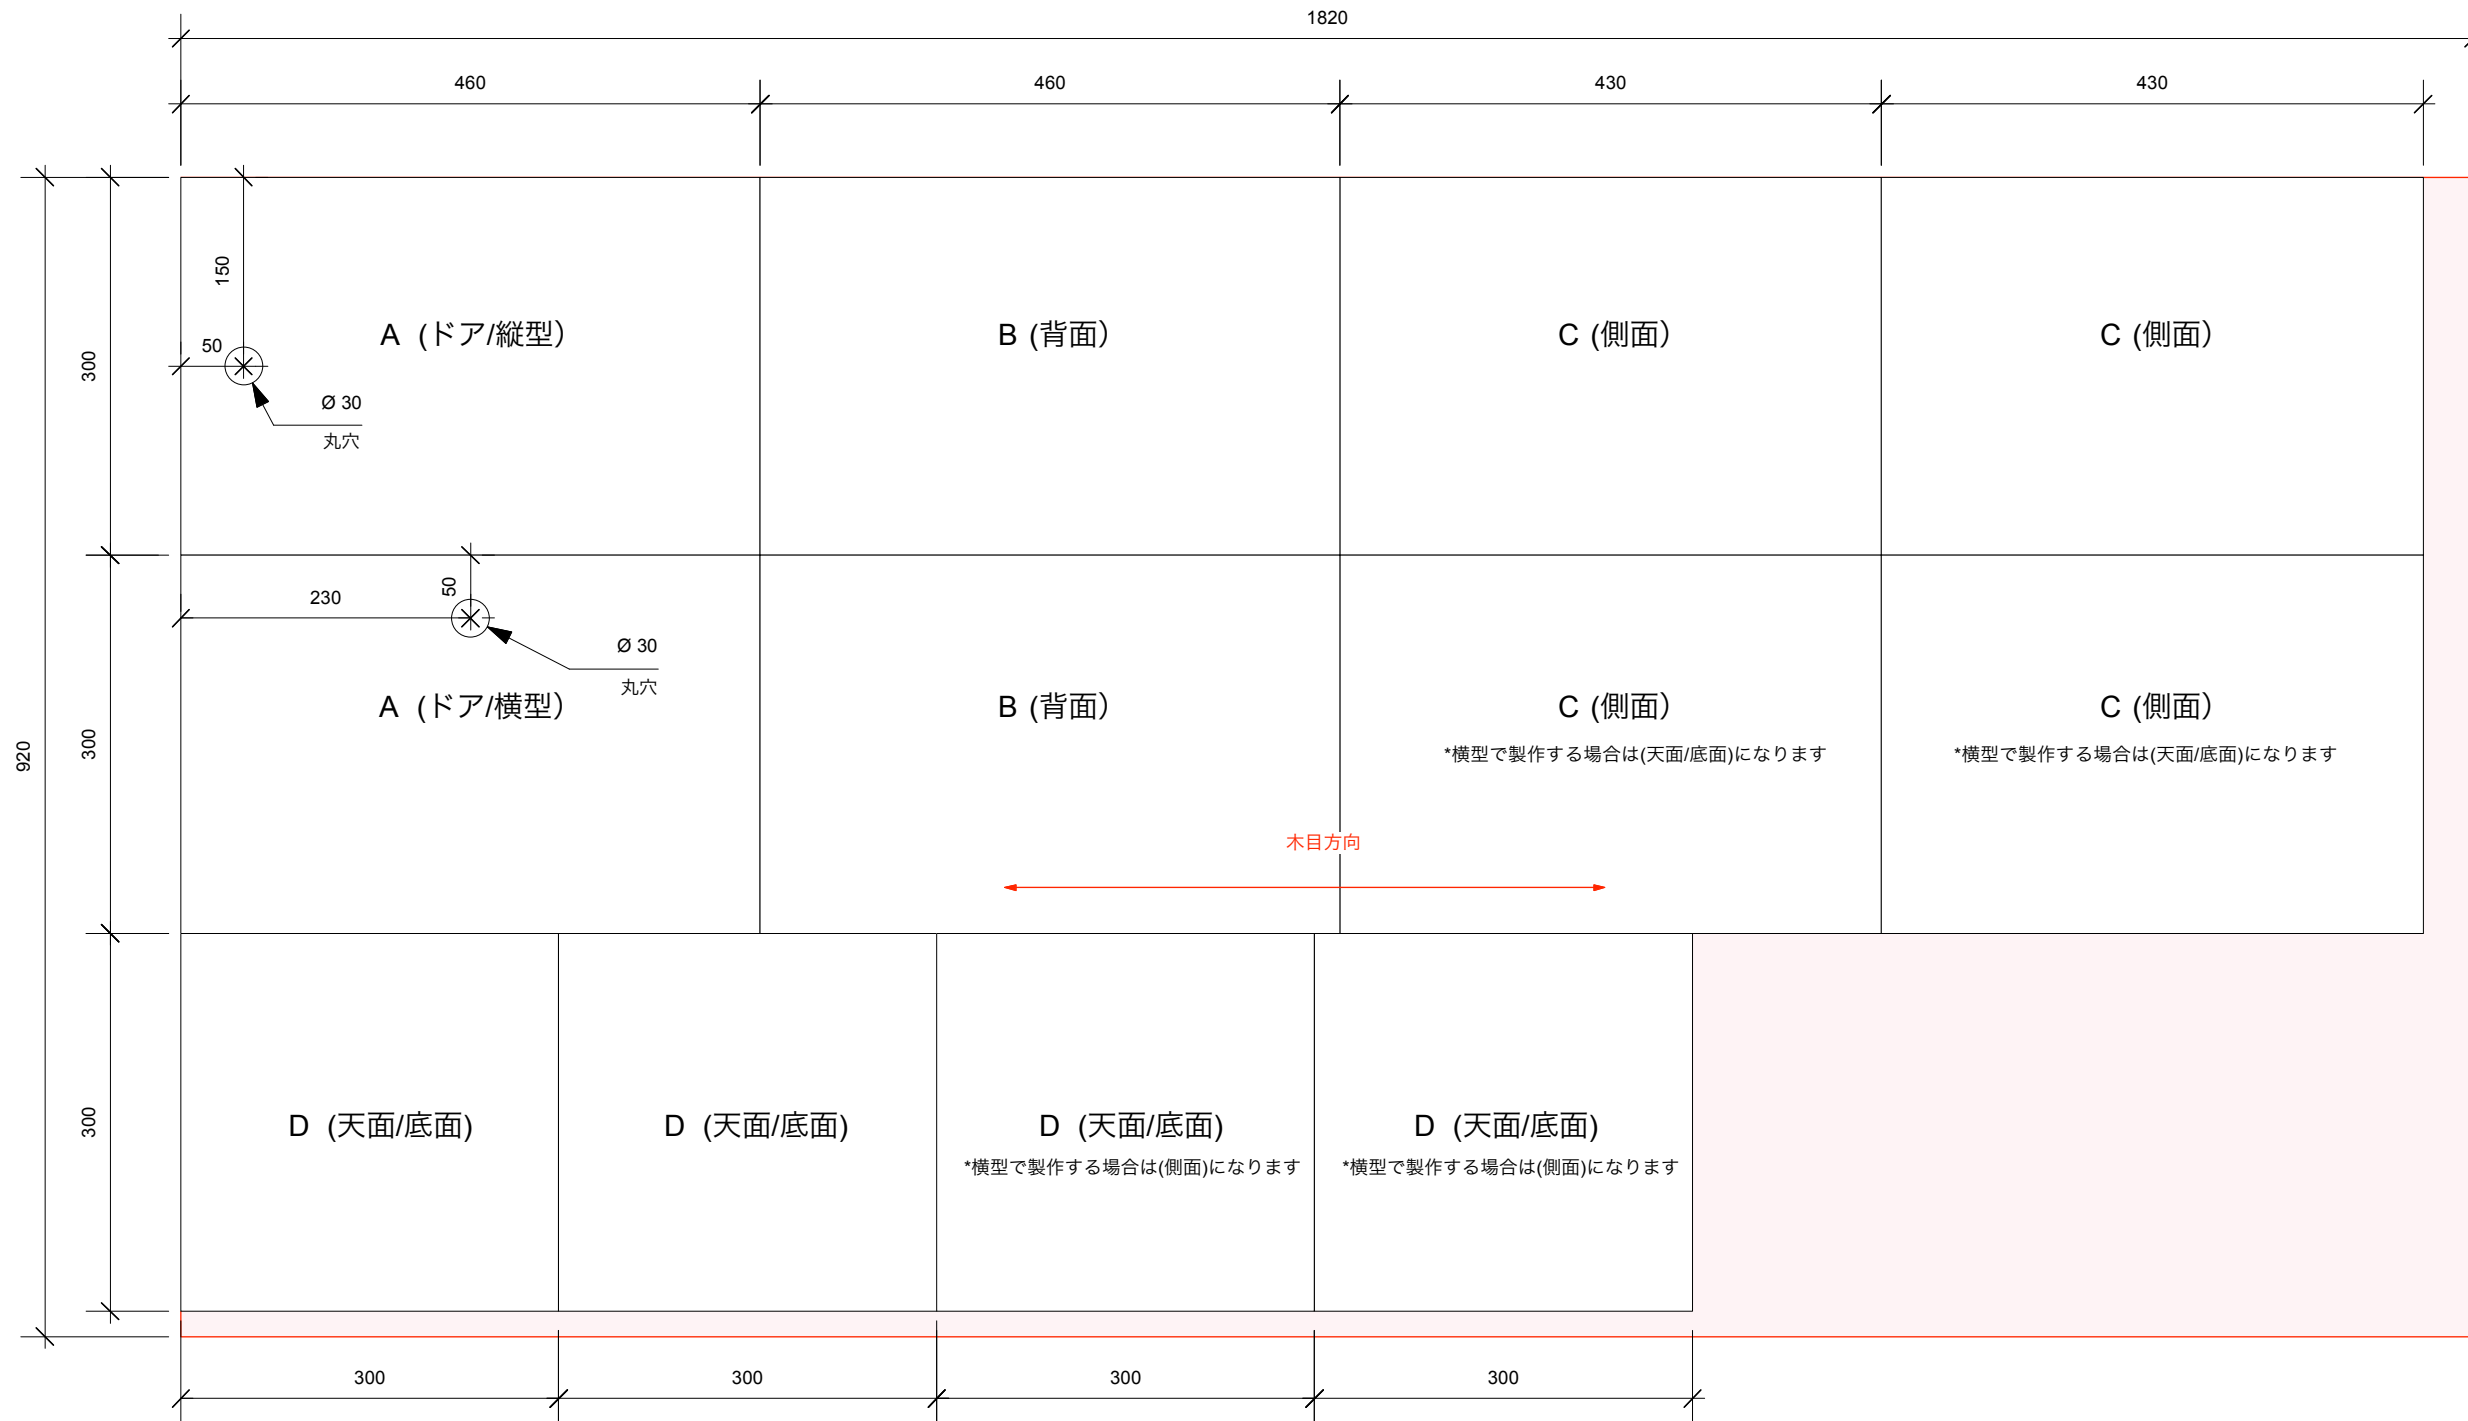 1820
460
460
430
430
150
50
300
A (ドア/縦型）
B (背面）
C (側面）
C (側面）
Ø 30
丸穴
50
230
Ø 30
丸穴
300
920
A (ドア/横型）
B (背面）
C (側面）
*横型で製作する場合は(天面/底面)になります
C (側面）
*横型で製作する場合は(天面/底面)になります
木目方向
300
D (天面/底面)
D (天面/底面)
D (天面/底面)
*横型で製作する場合は(側面)になります
D (天面/底面)
*横型で製作する場合は(側面)になります
300
300
300
300